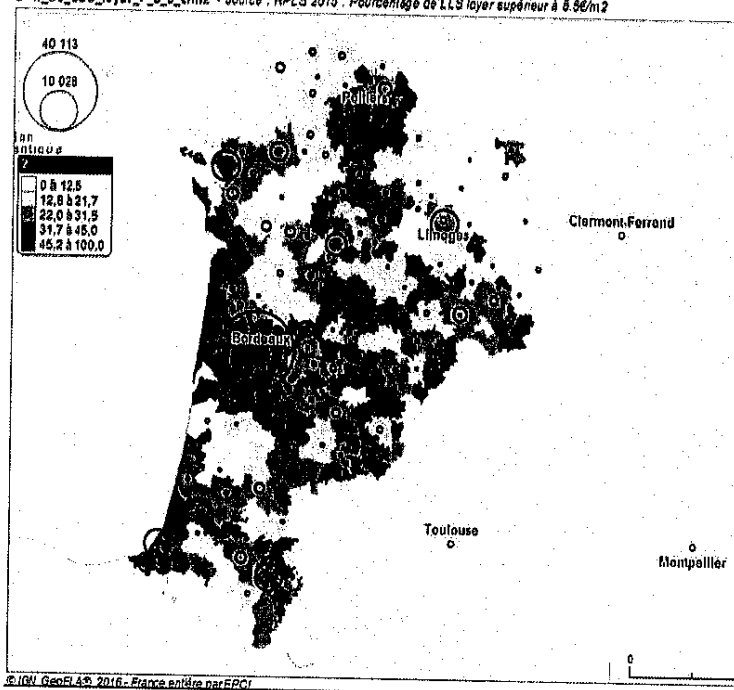 Source : RPLS 2015 : Pourcentage de LLS loyer supérieur à 5.5€/m2
40 113
10 028
2
0 à 12,5
12,8 à 21,7
22,0 à 31,5
31,7 à 45,0
45,2 à 100,0
Poitiers
Limoges
Clermont-Ferrand
Bordeaux
Toulouse
Montpellier
0
© IGN GeoFLA®, 2016 - France entière par EPCI